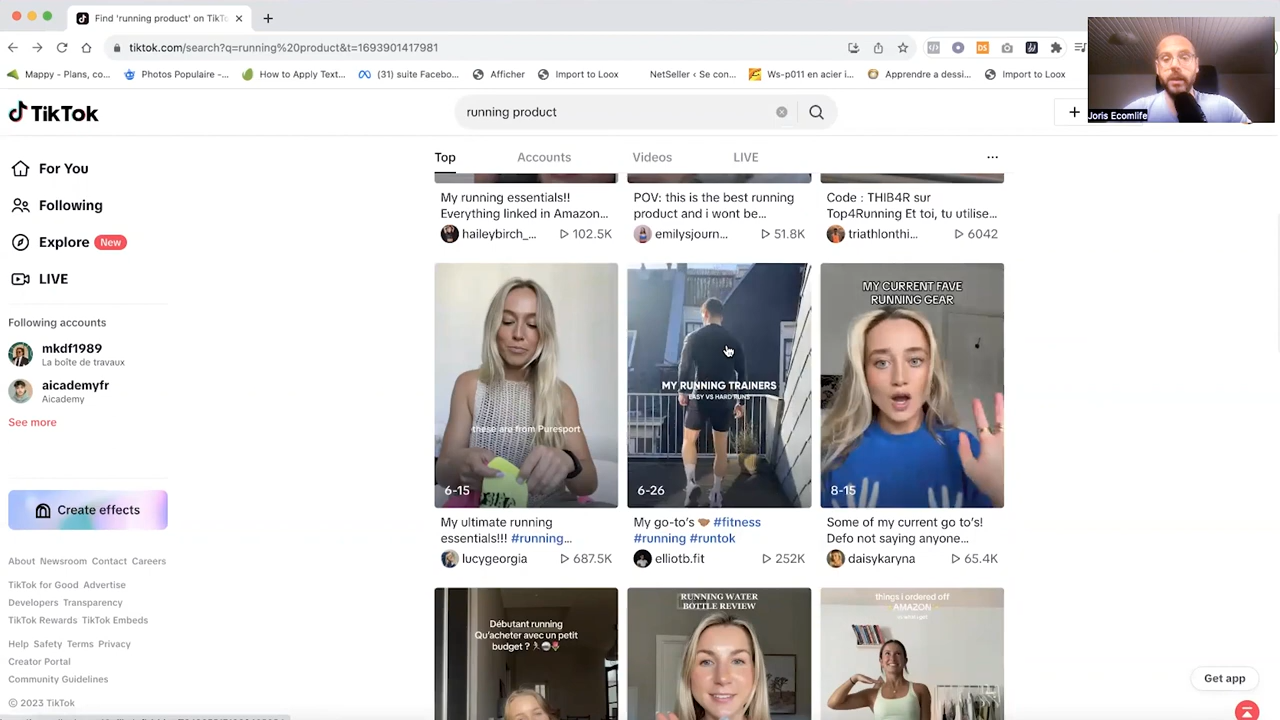 Find 'running product' on TikTo
tiktok.com/search?q=running%20product&t=1693901417981
Mappy - Plans, co...
Photos Populaire -...
How to Apply Text...
(31) suite Facebo...
Afficher
Import to Loox
NetSeller ‹ Se con...
Ws-p011 en acier i...
Apprendre a dessi...
Import to Loox
Joris Ecomlife
TikTok
running product
For You
Following
Explore New
LIVE
Following accounts
mkdf1989
La boîte de travaux
aicademyfr
Aicademy
See more
Create effects
About Newsroom Contact Careers
TikTok for Good Advertise
Developers Transparency
TikTok Rewards TikTok Embeds
Help Safety Terms Privacy
Creator Portal
Community Guidelines
© 2023 TikTok
Top Accounts Videos LIVE
My running essentials!!
Everything linked in Amazon...
haileybirch_... 102.5K
POV: this is the best running
product and i wont be...
emilysjourn... 51.8K
Code : THIB4R sur
Top4Running Et toi, tu utilise...
triathlonthi... 6042
these are from Puresport
6-15
My ultimate running
essentials!!! #running...
lucygeorgia 687.5K
MY RUNNING TRAINERS
EASY VS HARD RUNS
6-26
My go-to's #fitness
#running #runtok
elliotb.fit 252K
MY CURRENT FAVE
RUNNING GEAR
8-15
Some of my current go to's!
Defo not saying anyone...
daisykaryna 65.4K
Débutant running
Qu'acheter avec un petit
budget ?
RUNNING WATER
BOTTLE REVIEW
things i ordered off
AMAZON
Get app